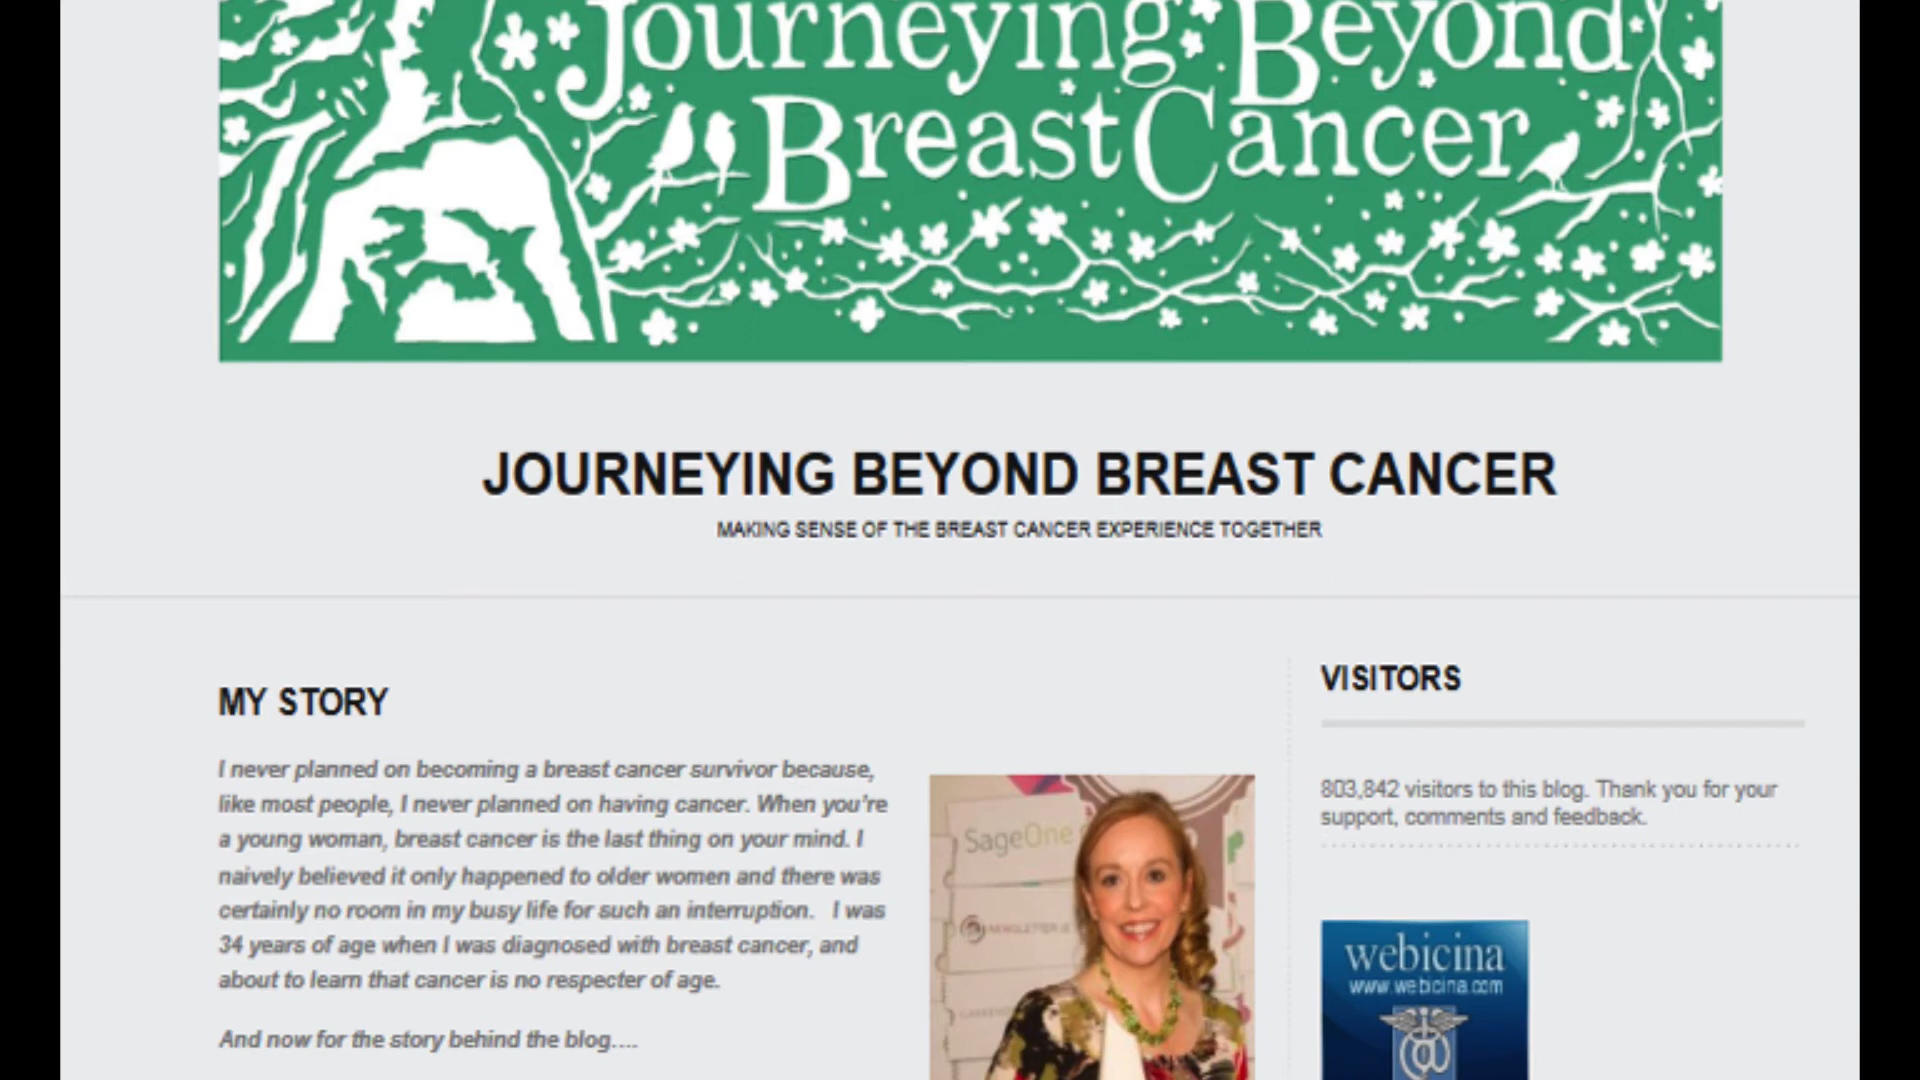 Journeying Beyond
Breast Cancer
JOURNEYING BEYOND BREAST CANCER
MAKING SENSE OF THE BREAST CANCER EXPERIENCE TOGETHER
MY STORY
I never planned on becoming a breast cancer survivor because,
like most people, I never planned on having cancer. When you're
a young woman, breast cancer is the last thing on your mind. I
naively believed it only happened to older women and there was
certainly no room in my busy life for such an interruption. I was
34 years of age when I was diagnosed with breast cancer, and
about to learn that cancer is no respecter of age.
And now for the story behind the blog....
SageOne
VISITORS
803,842 visitors to this blog. Thank you for your
support, comments and feedback.
webicina
www.webicina.com